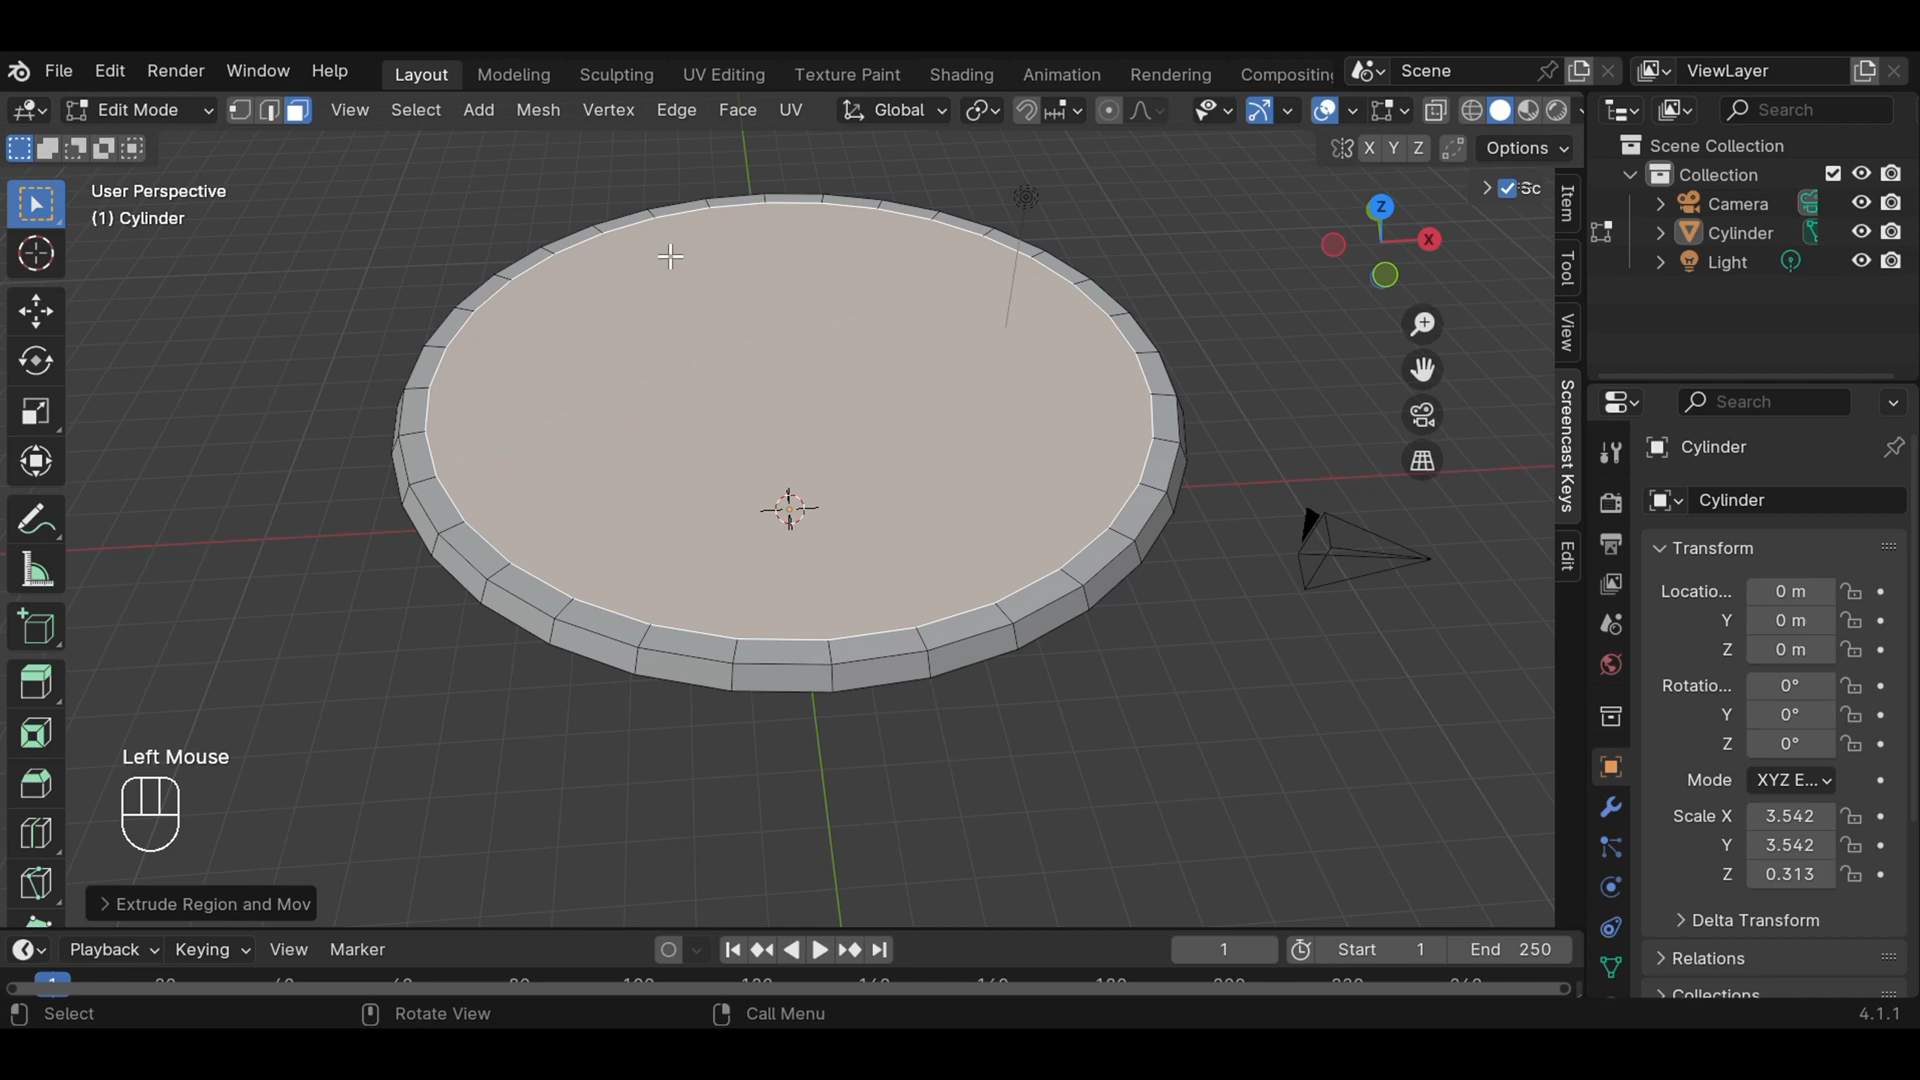 File Edit Render Window Help Layout Modeling Sculpting UV Editing Texture Paint Shading Animation Rendering Compositing Scene ViewLayer
Edit Mode View Select Add Mesh Vertex Edge Face UV Global Search
X Y Z Options
Scene Collection
Collection
Camera
Cylinder
Light
User Perspective
(1) Cylinder
Sc
Z
X
Item
Tool
View
Screencast Keys
Edit
Search
Cylinder
Cylinder
Transform
Locatio... 0 m
Y 0 m
Z 0 m
Rotatio... 0°
Y 0°
Z 0°
Mode XYZ E...
Scale X 3.542
Y 3.542
Z 0.313
Delta Transform
Relations
Collections
Left Mouse
Extrude Region and Mov
Playback Keying View Marker 1 Start 1 End 250
1
Select Rotate View Call Menu 4.1.1